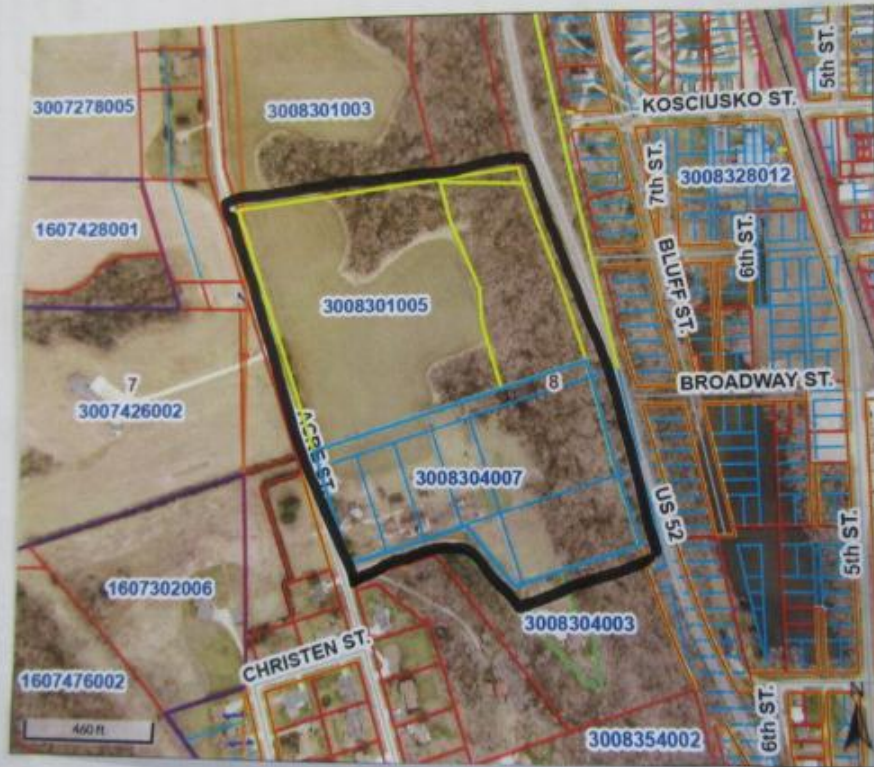 5th ST.
KOSCIUSKO ST.
3007278005
3008301003
7th ST.
3008328012
1607428001
6th ST.
BLUFF ST.
3008301005
7
3007426002
8
BROADWAY ST.
ACRE ST.
3008304007
US 52
5th ST.
1607302006
3008304003
CHRISTEN ST.
1607476002
6th ST.
N
460 ft
3008354002